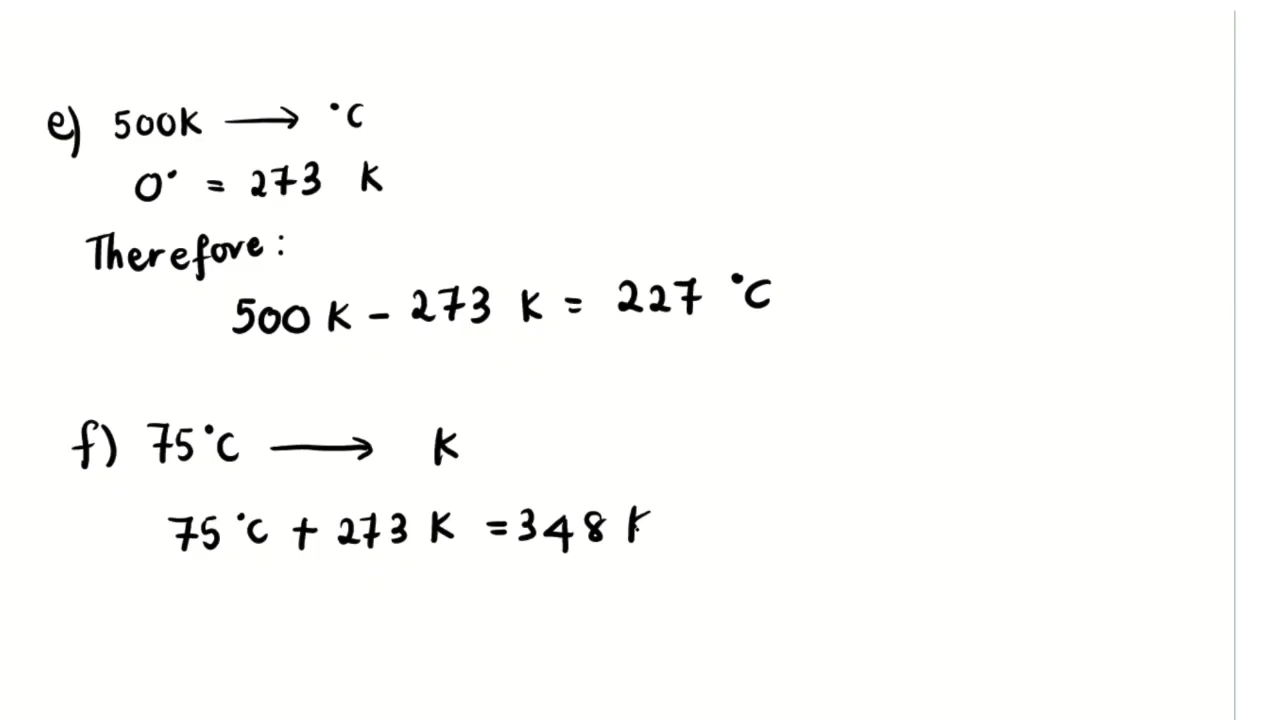 e) 500K → °C
0° = 273 K
Therefore:
500 K - 273 K = 227 °C
f) 75°C → K
75 °C + 273 K = 348 K